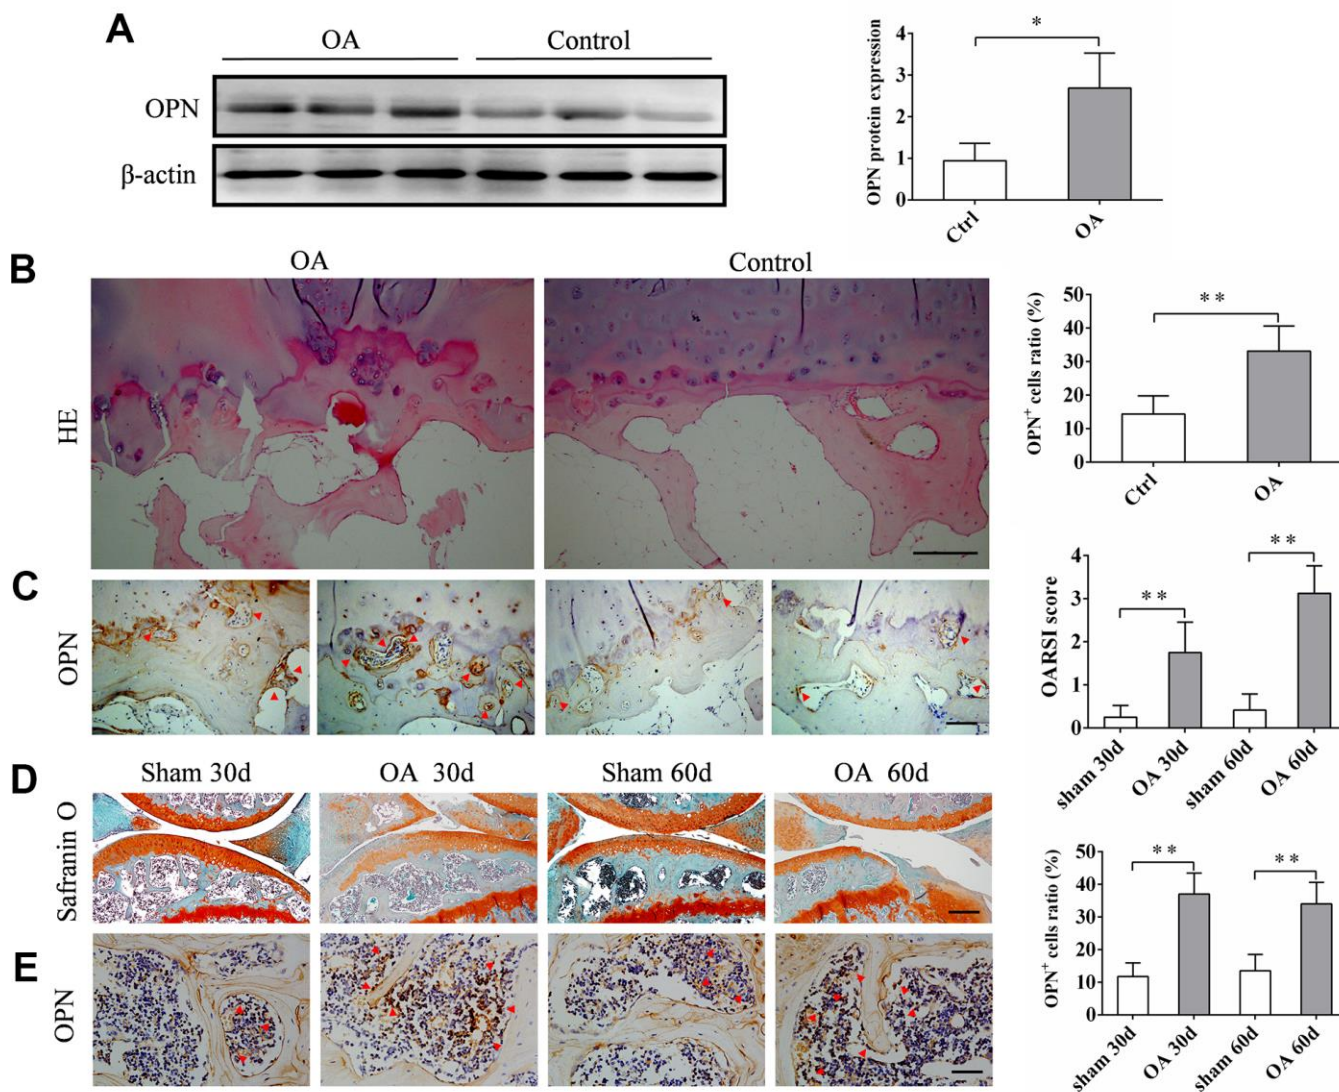 A
OA Control
OPN
β-actin
OPN protein expression
4
3
2
1
0
*
Ctrl
OA
B
OA Control
HE
OPN⁺ cells ratio (%)
50
40
30
20
10
0
**
Ctrl
OA
C
OPN
OARSI score
4
3
2
1
0
**
**
sham 30d
OA 30d
sham 60d
OA 60d
D
Sham 30d OA 30d Sham 60d OA 60d
Safranin O
E
OPN
OPN⁺ cells ratio (%)
50
40
30
20
10
0
**
**
sham 30d
OA 30d
sham 60d
OA 60d